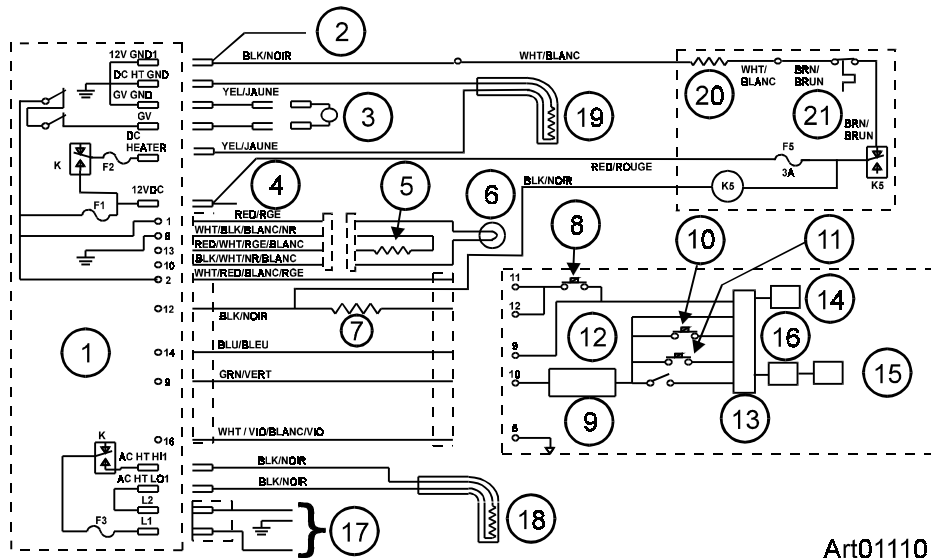 2
12V GND1
BLK/NOIR
WHT/BLANC
DC HT GND
YEL/JAUNE
WHT/
BLANC
BRN/
BRUN
GV GND
3
19
20
21
GV
DC
HEATER
YEL/JAUNE
BRN/
BRUN
K
F2
F5
3A
RED/ROUGE
K5
K5
12VDC
4
5
6
BLK/NOIR
F1
1
RED/RGE
8
WHT/BLK/BLANC/NR
13
RED/WHT/RGE/BLANC
10
BLK/WHT/NR/BLANC
2
WHT/RED/BLANC/RGE
8
10
11
11
14
12
BLK/NOIR
7
12
12
16
1
14
BLU/BLEU
9
9
GRN/VERT
10
15
9
13
16
WHT / VIO/BLANC/VIO
6
K
AC HT HI1
BLK/NOIR
AC HT LO1
BLK/NOIR
L2
18
F3
L1
17
Art01110